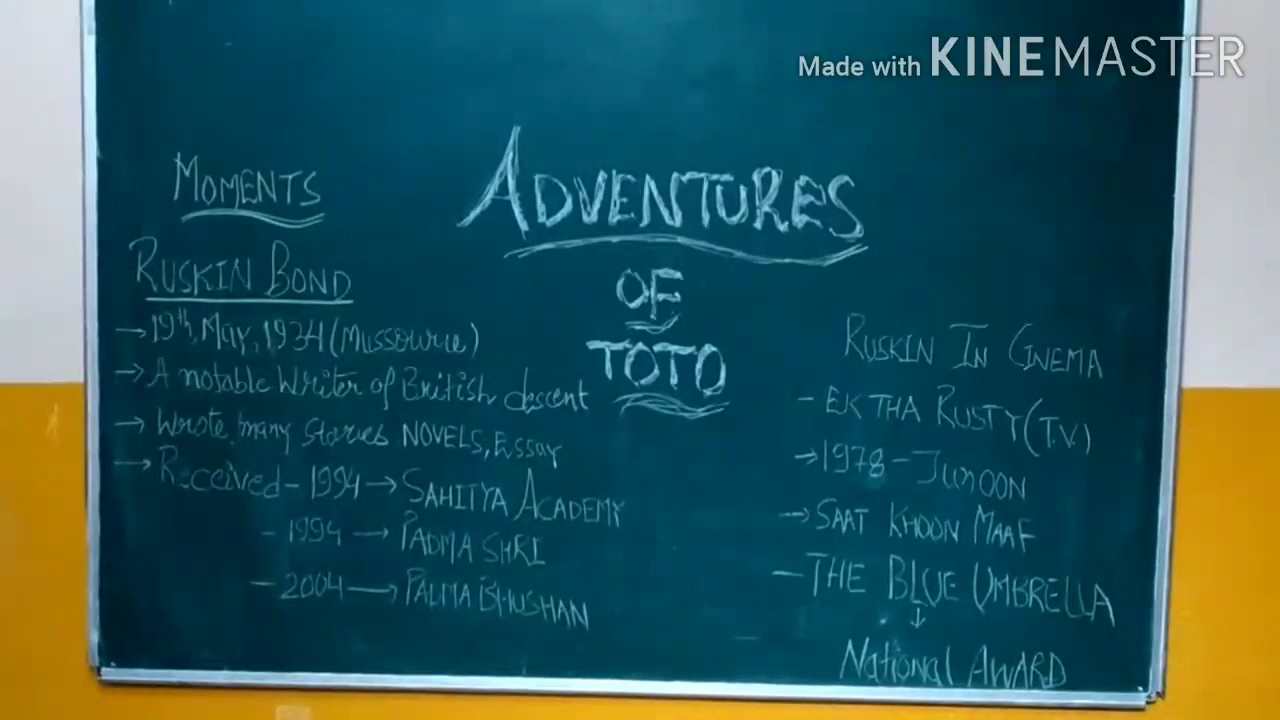 Made with KINEMASTER
MOMENTS
ADVENTURES
OF
TOTO
RUSKIN BOND
→ 19th, May, 1934 (Mussourie)
→ A notable Writer of British descent
→ Wrote many stories NOVELS, Essay
→ Received - 1994 → SAHITYA ACADEMY
- 1994 → PADMA SHRI
- 2004 → PADMA BHUSHAN
RUSKIN IN CINEMA
- EK THA RUSTY (T.V.)
→ 1978 - JUNOON
→ SAAT KHOON MAAF
- THE BLUE UMBRELLA
↓
National AWARD